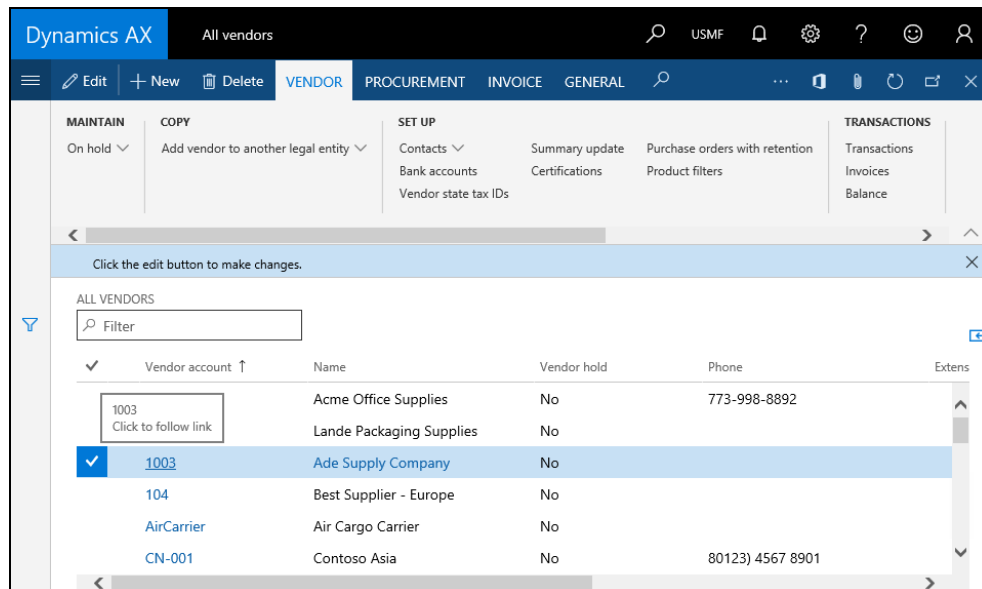 Dynamics AX All vendors USMF
Edit New Delete VENDOR PROCUREMENT INVOICE GENERAL ...
MAINTAIN COPY SET UP TRANSACTIONS
On hold Add vendor to another legal entity Contacts Summary update Purchase orders with retention Transactions
Bank accounts Certifications Product filters Invoices
Vendor state tax IDs Balance
Click the edit button to make changes.
ALL VENDORS
Filter
Vendor account ↑ Name Vendor hold Phone Extens
Acme Office Supplies No 773-998-8892
1003
Click to follow link
Lande Packaging Supplies No
1003 Ade Supply Company No
104 Best Supplier - Europe No
AirCarrier Air Cargo Carrier No
CN-001 Contoso Asia No 80123) 4567 8901